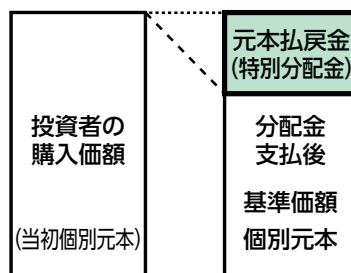 投資者の
購入価額
(当初個別元本)
元本払戻金
(特別分配金)
分配金
支払後
基準価額
個別元本